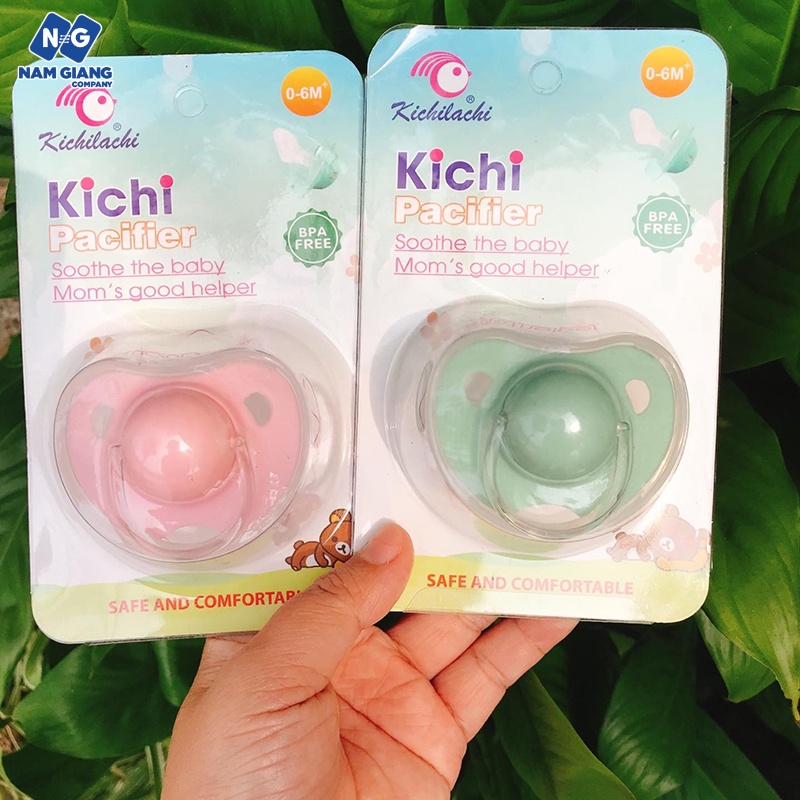 NG
NAM GIANG
COMPANY
Kichilachi®
0-6M+
Kichi
Pacifier
BPA
FREE
Soothe the baby
Mom's good helper
SAFE AND COMFORTABL
Kichilachi®
0-6M+
Kichi
Pacifier
BPA
FREE
Soothe the baby
Mom's good helper
SAFE AND COMFORTABLE